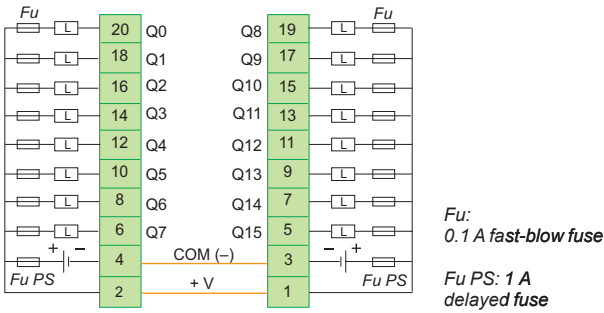 Fu Fu
L 20 Q0 Q8 19 L
L 18 Q1 Q9 17 L
L 16 Q2 Q10 15 L
L 14 Q3 Q11 13 L
L 12 Q4 Q12 11 L
L 10 Q5 Q13 9 L
L 8 Q6 Q14 7 L
L 6 Q7 Q15 5 L
+ – 4 COM (–) 3 – +
Fu PS 2 + V 1 Fu PS
Fu:
0.1 A fast-blow fuse
Fu PS: 1 A
delayed fuse